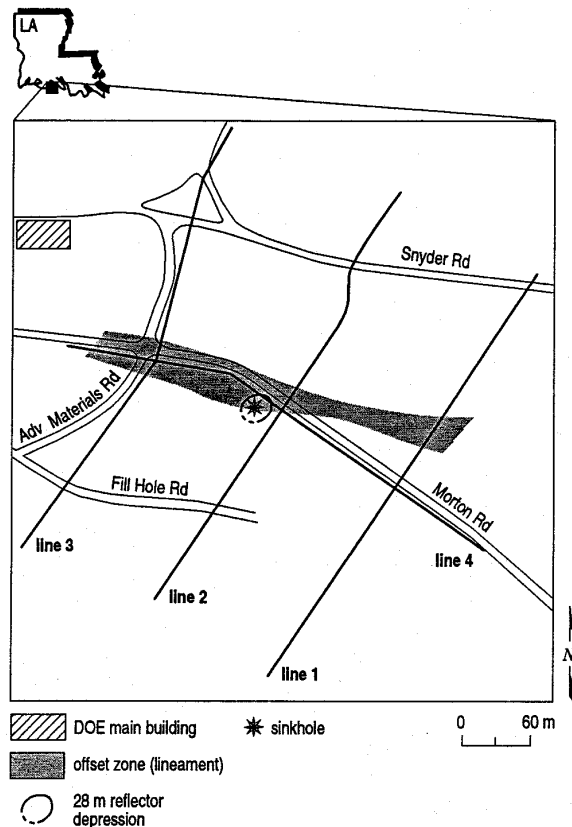 LA
Snyder Rd
Adv Materials Rd
Fill Hole Rd
Morton Rd
line 3
line 4
line 2
line 1
N
DOE main building
sinkhole
0 60 m
offset zone (lineament)
28 m reflector
depression